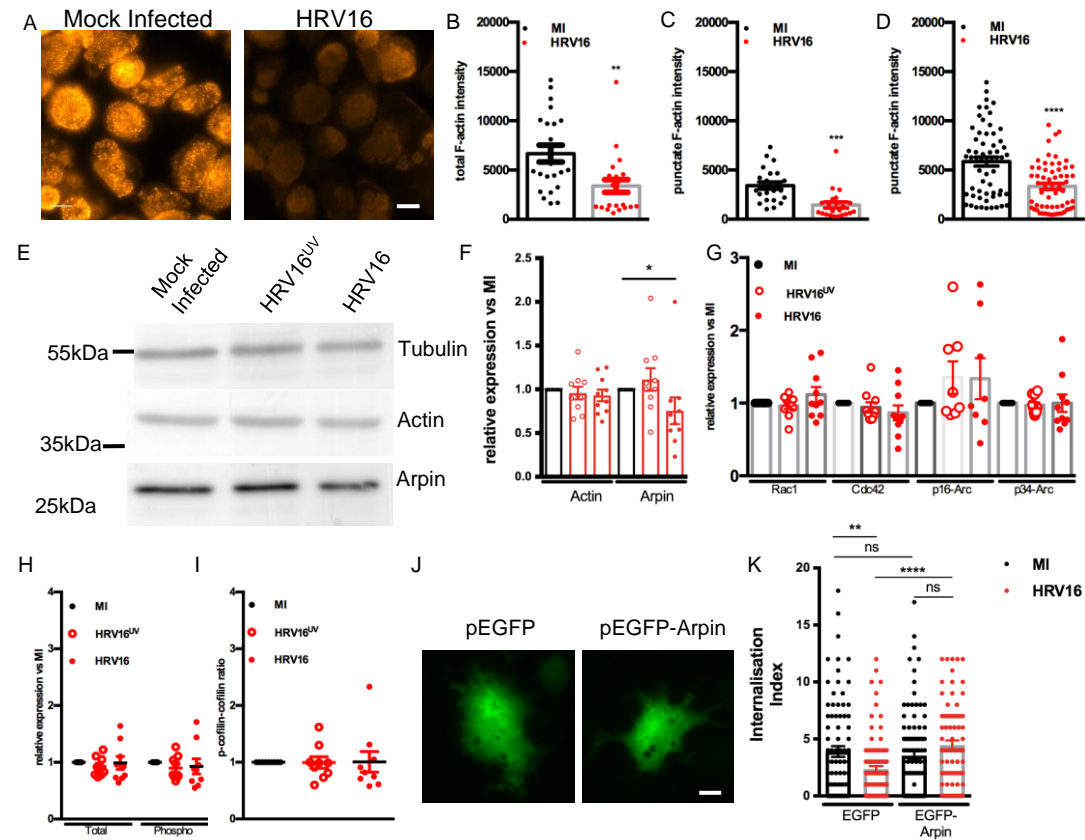 A
Mock Infected
HRV16
B
20000
15000
10000
5000
0
total F-actin intensity
MI
HRV16
**
C
20000
15000
10000
5000
0
punctate F-actin intensity
MI
HRV16
***
D
20000
15000
10000
5000
0
punctate F-actin intensity
MI
HRV16
****
E
Mock
Infected
HRV16UV
HRV16
55kDa
35kDa
25kDa
Tubulin
Actin
Arpin
F
2.5
2.0
1.5
1.0
0.5
0.0
relative expression vs MI
*
Actin
Arpin
G
3
2
1
0
relative expression vs MI
MI
HRV16UV
HRV16
Rac1
Cdc42
p16-Arc
p34-Arc
H
4
3
2
1
0
relative expression vs MI
MI
HRV16UV
HRV16
Total
Phospho
I
4
3
2
1
0
p-cofilin-cofilin ratio
MI
HRV16UV
HRV16
J
pEGFP
pEGFP-Arpin
K
20
15
10
5
0
Internalisation
Index
**
ns
****
ns
MI
HRV16
EGFP
EGFP-
Arpin